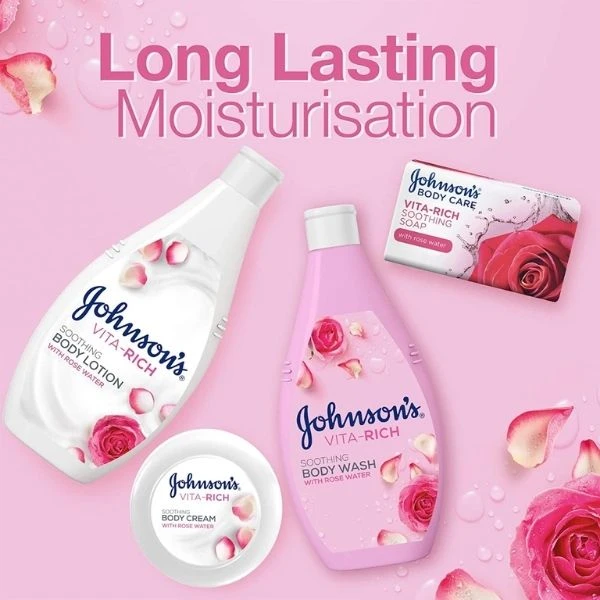 Long Lasting
Moisturisation
Johnson's
BODY CARE
VITA-RICH
SOOTHING
SOAP
with rose water
Johnson's®
VITA-RICH
SOOTHING
BODY LOTION
WITH ROSE WATER
Johnson's®
VITA-RICH
SOOTHING
BODY WASH
WITH ROSE WATER
Johnson's®
VITA-RICH
SOOTHING
BODY CREAM
WITH ROSE WATER